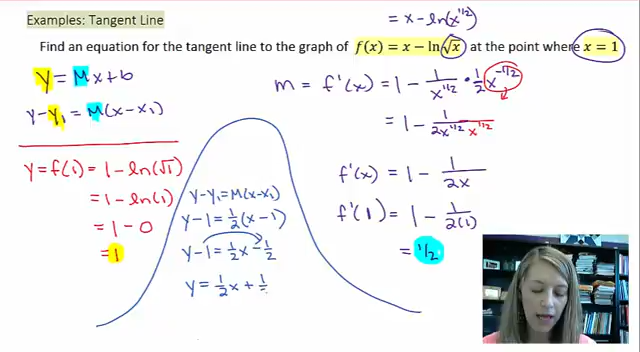 Examples: Tangent Line
= x - ln(x^1/2)
Find an equation for the tangent line to the graph of f(x) = x − ln√x at the point where x = 1
y = Mx + b
y - y₁ = M(x - x₁)
y = f(1) = 1 - ln(√1)
= 1 - ln(1)
= 1 - 0
= 1
y - y₁ = M(x - x₁)
y - 1 = 1/2 (x - 1)
y - 1 = 1/2 x - 1/2
y = 1/2 x + 1/
m = f'(x) = 1 - 1/x^1/2 · 1/2 x^-1/2
= 1 - 1/2x^1/2 x^1/2
f'(x) = 1 - 1/2x
f'(1) = 1 - 1/2(1)
= 1/2